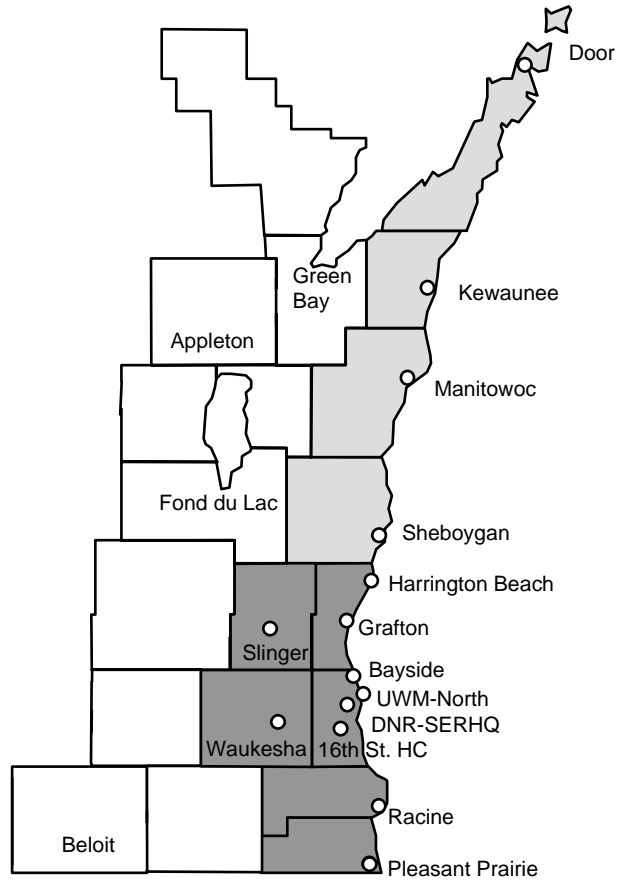 Door
Green
Bay
Kewaunee
Appleton
Manitowoc
Fond du Lac
Sheboygan
Harrington Beach
Grafton
Slinger
Bayside
UWM-North
DNR-SERHQ
Waukesha
16th St. HC
Racine
Beloit
Pleasant Prairie